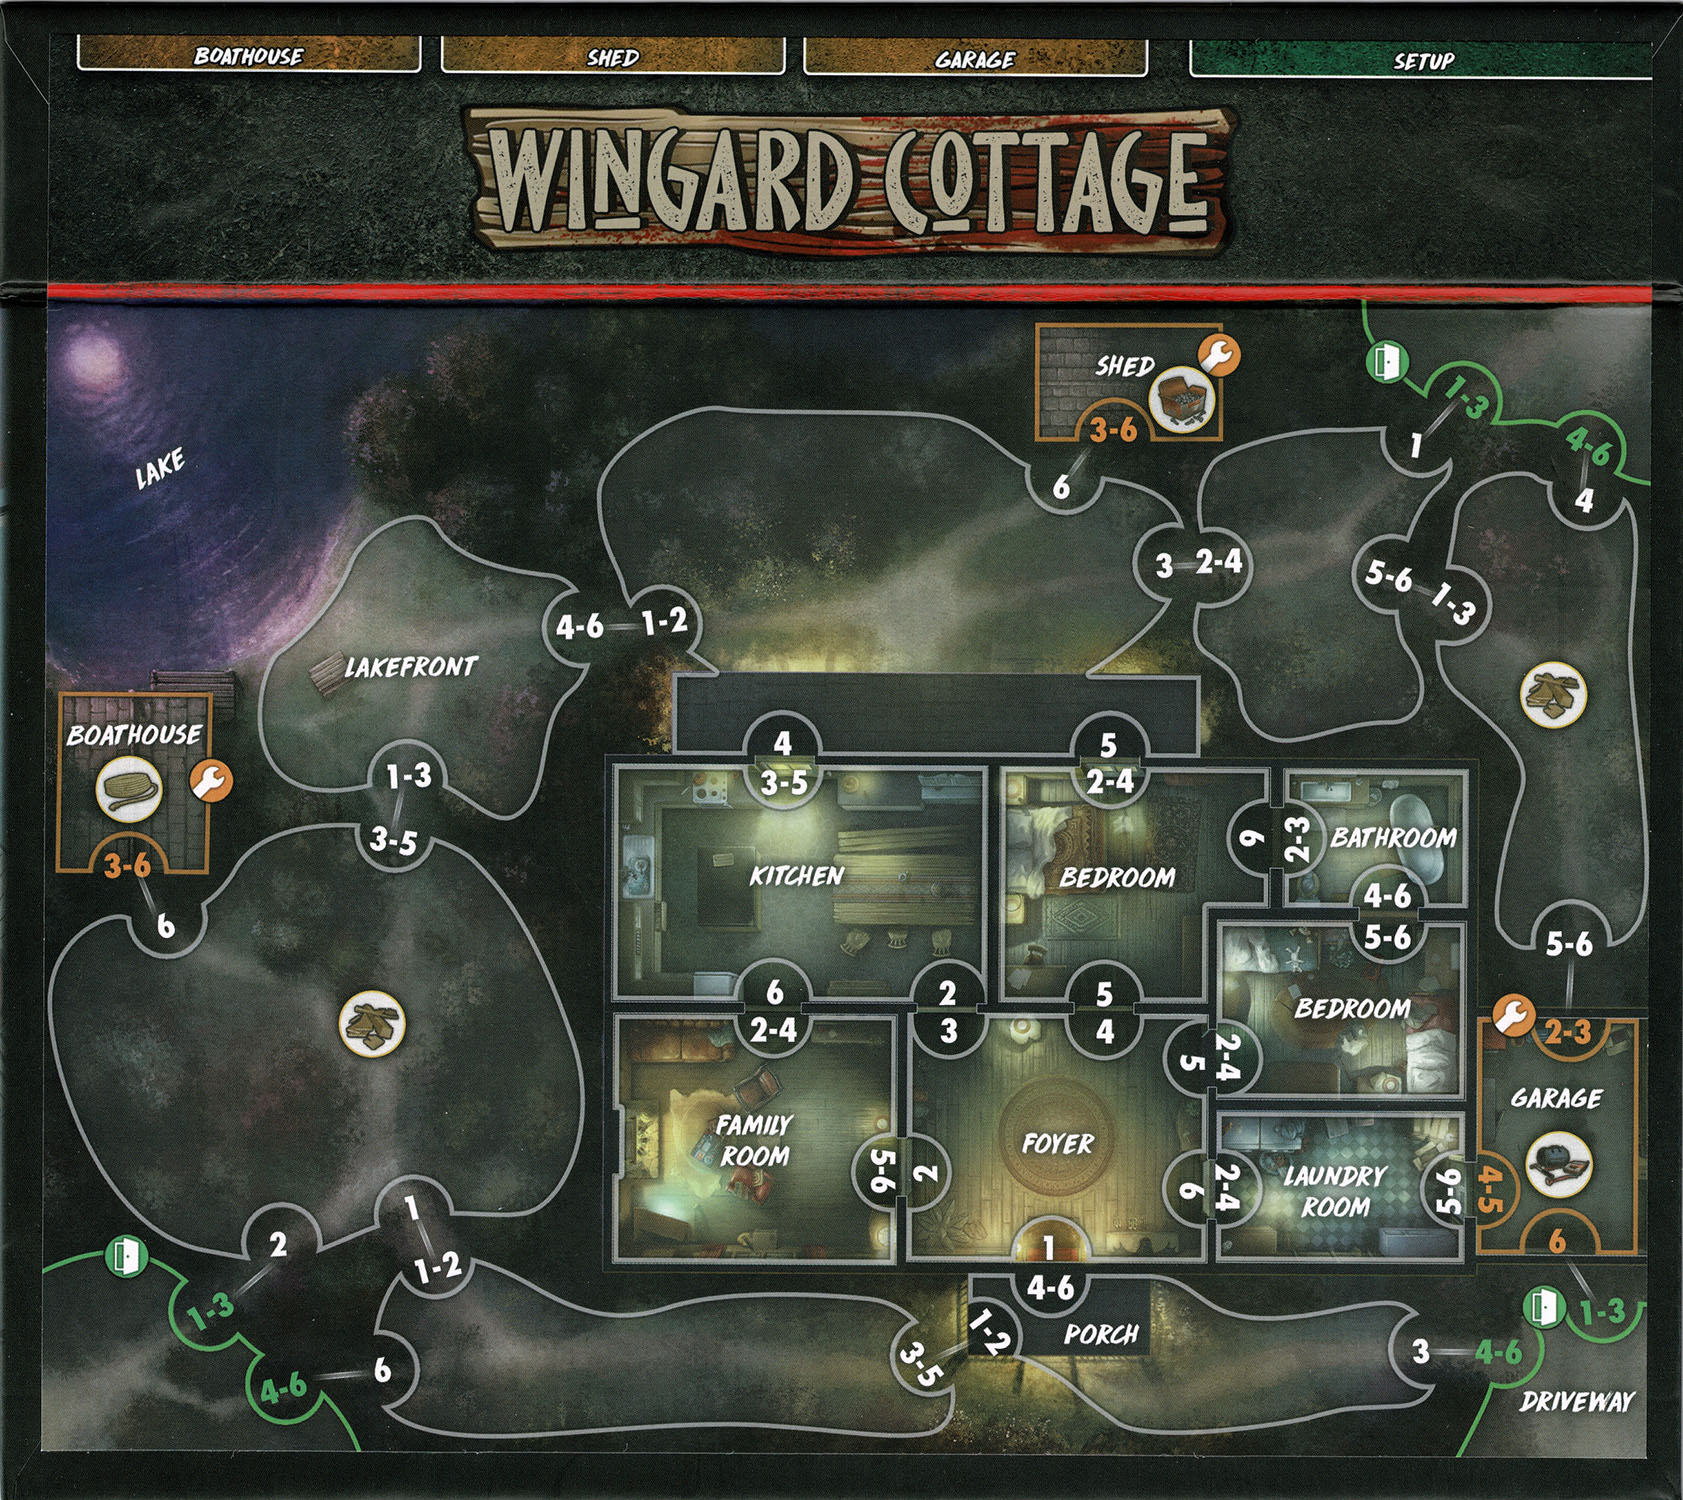 BOATHOUSE
SHED
GARAGE
SETUP
WINGARD COTTAGE
SHED
3-6
6
1-3
1
4-6
4
LAKE
3
2-4
5-6
1-3
4-6
1-2
LAKEFRONT
BOATHOUSE
3-6
6
1-3
3-5
4
3-5
5
2-4
KITCHEN
BEDROOM
6
2-3
BATHROOM
4-6
5-6
5-6
2-3
GARAGE
6
2-4
2
3
5
4
BEDROOM
5
2-4
FAMILY
ROOM
5-6
2
FOYER
6
2-4
LAUNDRY
ROOM
5-6
4-5
6
1-3
1
4-6
PORCH
1-2
3-5
3
4-6
DRIVEWAY
2
1-3
1
1-2
4-6
6